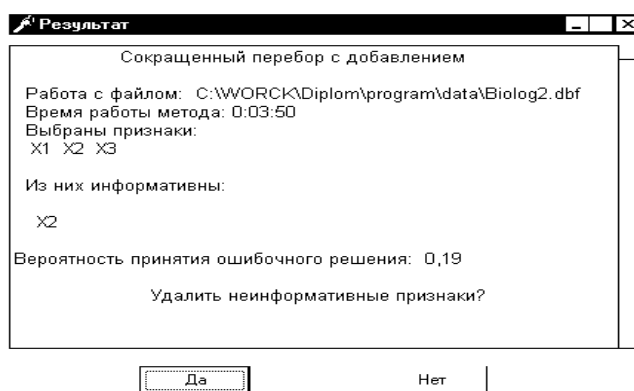 Результат
Сокращенный перебор с добавлением
Работа с файлом: C:\WORCK\Diplom\program\data\Biolog2.dbf
Время работы метода: 0:03:50
Выбраны признаки:
X1 X2 X3
Из них информативны:
X2
Вероятность принятия ошибочного решения: 0,19
Удалить неинформативные признаки?
Да Нет